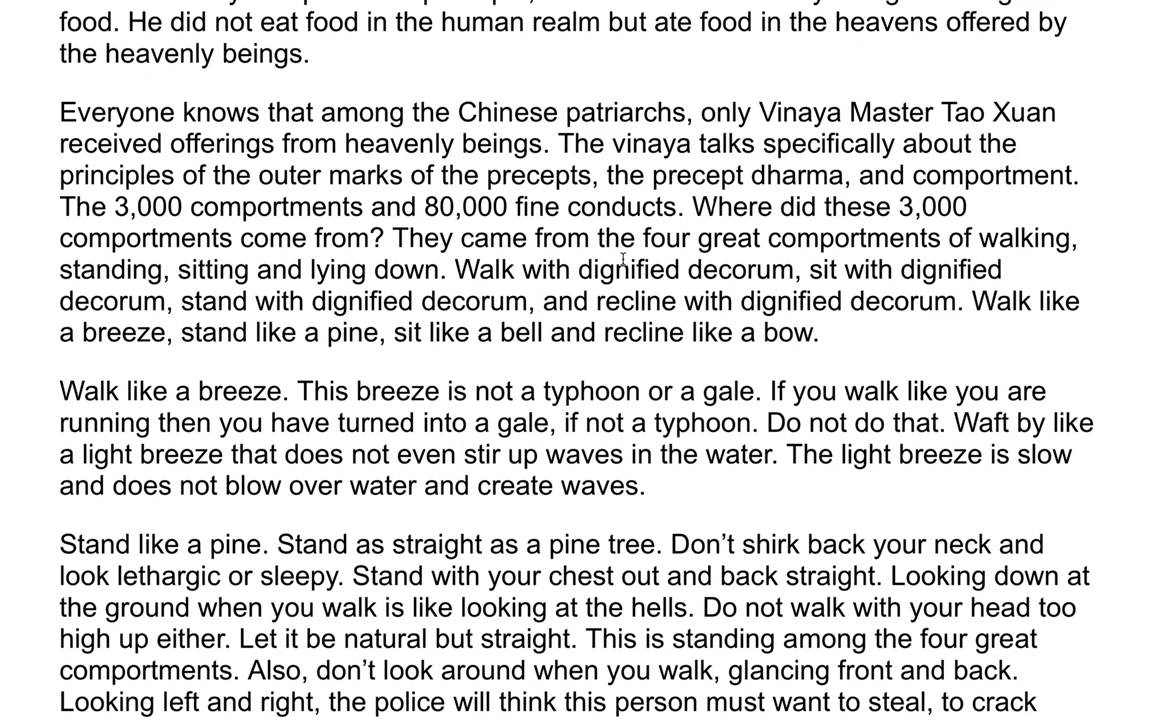 food. He did not eat food in the human realm but ate food in the heavens offered by
the heavenly beings.
Everyone knows that among the Chinese patriarchs, only Vinaya Master Tao Xuan
received offerings from heavenly beings. The vinaya talks specifically about the
principles of the outer marks of the precepts, the precept dharma, and comportment.
The 3,000 comportments and 80,000 fine conducts. Where did these 3,000
comportments come from? They came from the four great comportments of walking,
standing, sitting and lying down. Walk with dignified decorum, sit with dignified
decorum, stand with dignified decorum, and recline with dignified decorum. Walk like
a breeze, stand like a pine, sit like a bell and recline like a bow.
Walk like a breeze. This breeze is not a typhoon or a gale. If you walk like you are
running then you have turned into a gale, if not a typhoon. Do not do that. Waft by like
a light breeze that does not even stir up waves in the water. The light breeze is slow
and does not blow over water and create waves.
Stand like a pine. Stand as straight as a pine tree. Don’t shirk back your neck and
look lethargic or sleepy. Stand with your chest out and back straight. Looking down at
the ground when you walk is like looking at the hells. Do not walk with your head too
high up either. Let it be natural but straight. This is standing among the four great
comportments. Also, don’t look around when you walk, glancing front and back.
Looking left and right, the police will think this person must want to steal, to crack